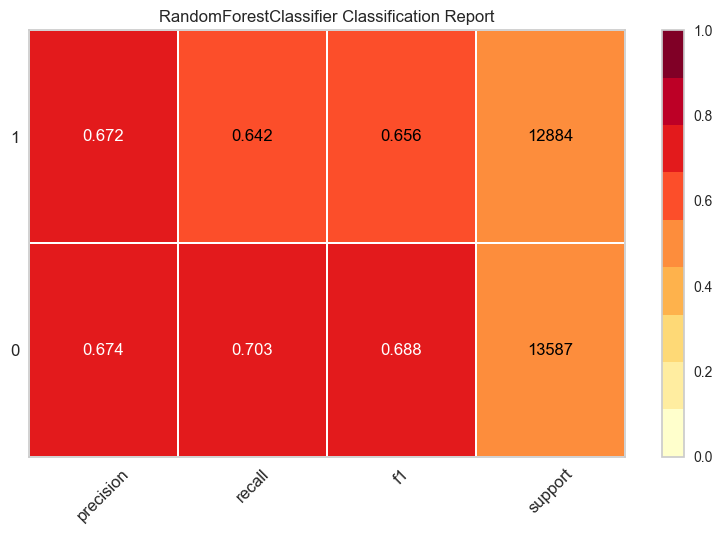 RandomForestClassifier Classification Report
1 0.672 0.642 0.656 12884
0 0.674 0.703 0.688 13587
precision recall f1 support
1.0
0.8
0.6
0.4
0.2
0.0